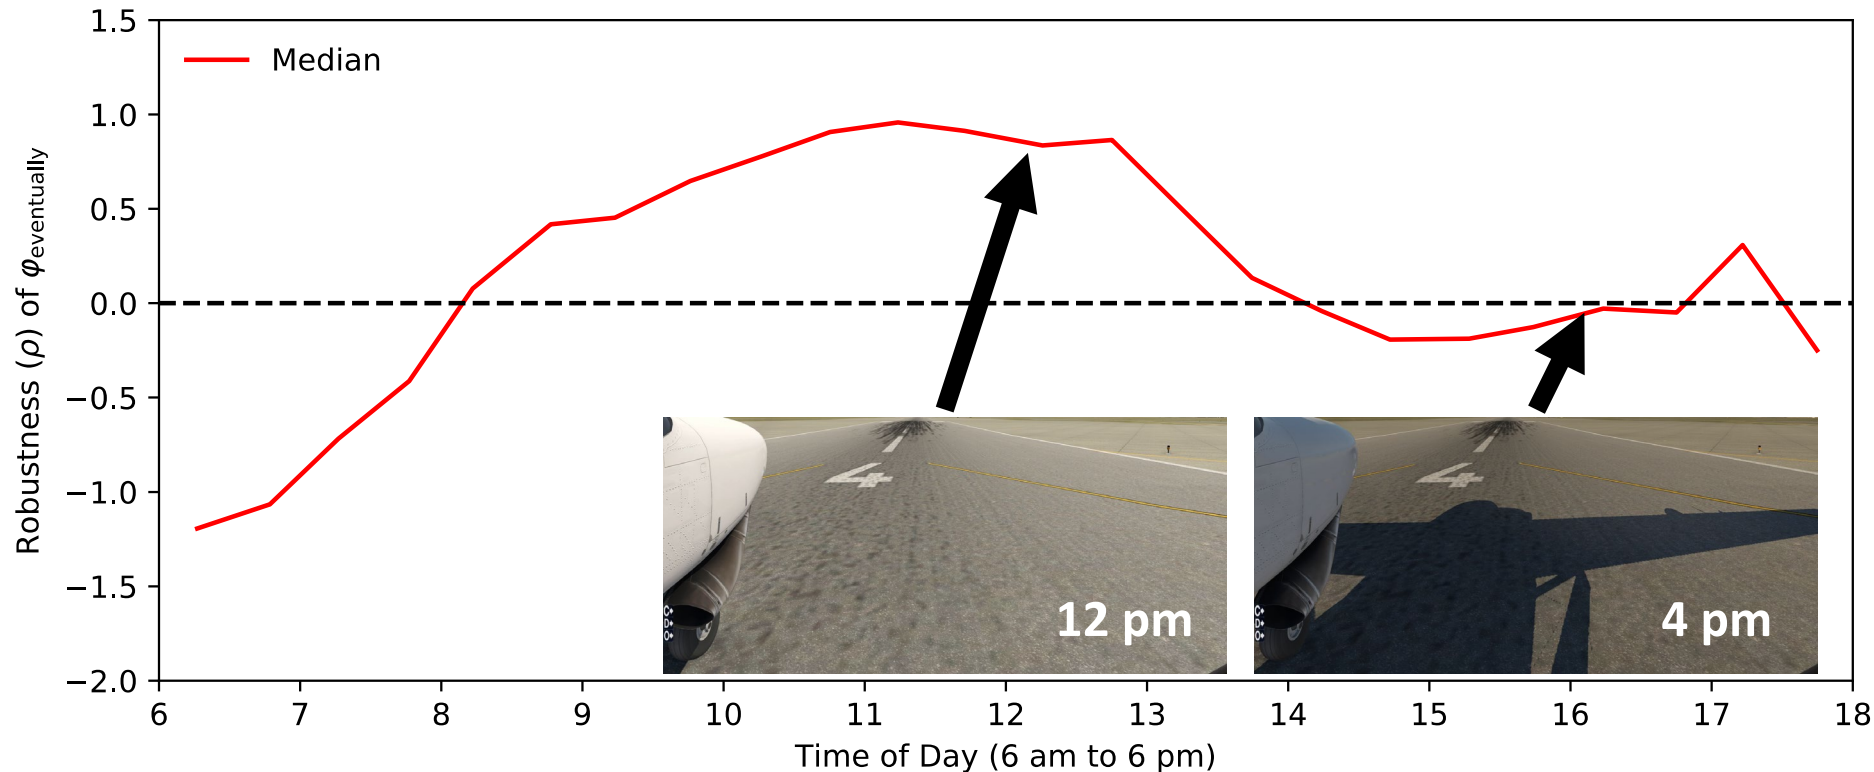 1.5
Median
1.0
0.5
0.0
−0.5
−1.0
−1.5
−2.0
Robustness (ρ) of φeventually
4
12 pm
4
4 pm
6 7 8 9 10 11 12 13 14 15 16 17 18
Time of Day (6 am to 6 pm)